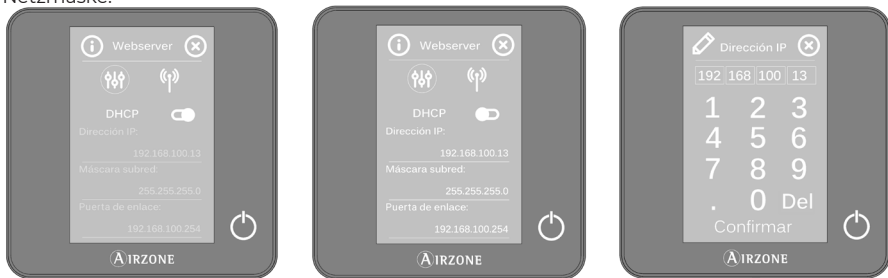 Netzmaske:
Webserver
DHCP
Dirección IP:
192.168.100.13
Máscara subred:
255.255.255.0
Puerta de enlace:
192.168.100.254
AIRZONE
Webserver
DHCP
Dirección IP:
192.168.100.13
Máscara subred:
255.255.255.0
Puerta de enlace:
192.168.100.254
AIRZONE
Dirección IP
192 168 100 13
1 2 3
4 5 6
7 8 9
. 0 Del
Confirmar
AIRZONE